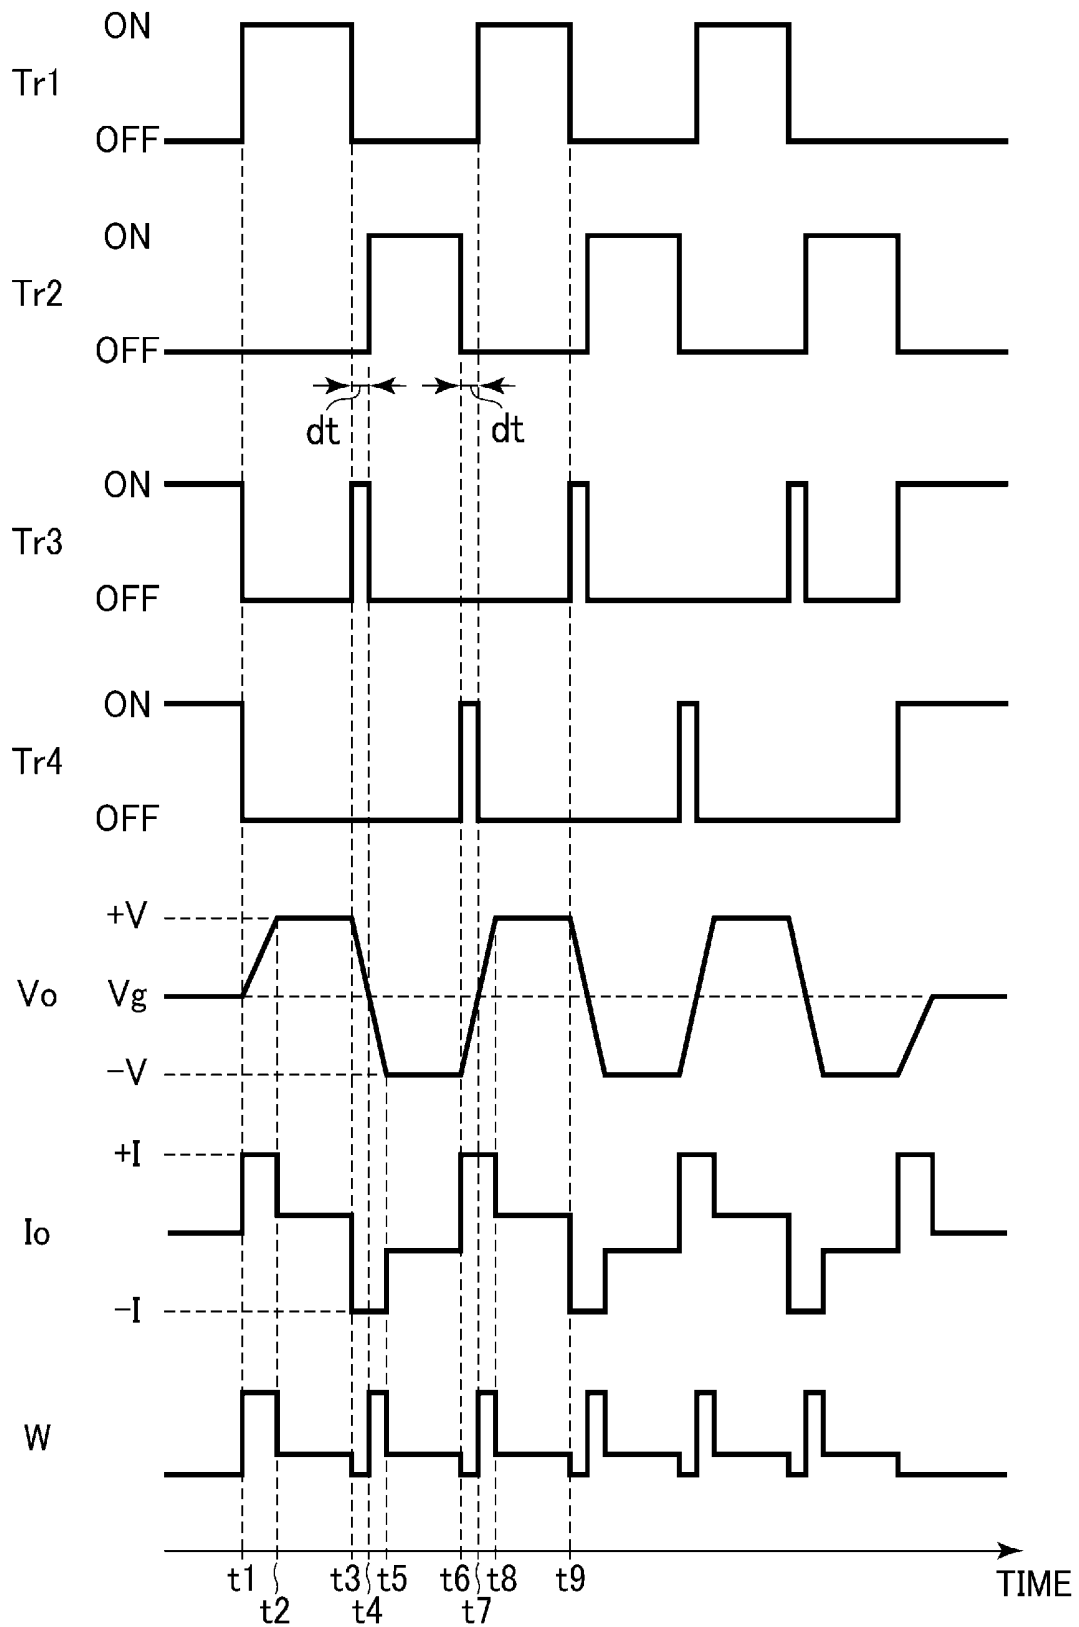 ON
Tr1
OFF
ON
Tr2
OFF
dt dt
ON
Tr3
OFF
ON
Tr4
OFF
+V
Vo Vg
−V
+I
Io
−I
W
t1 t3 t5 t6 t8 t9
t2 t4 t7
TIME